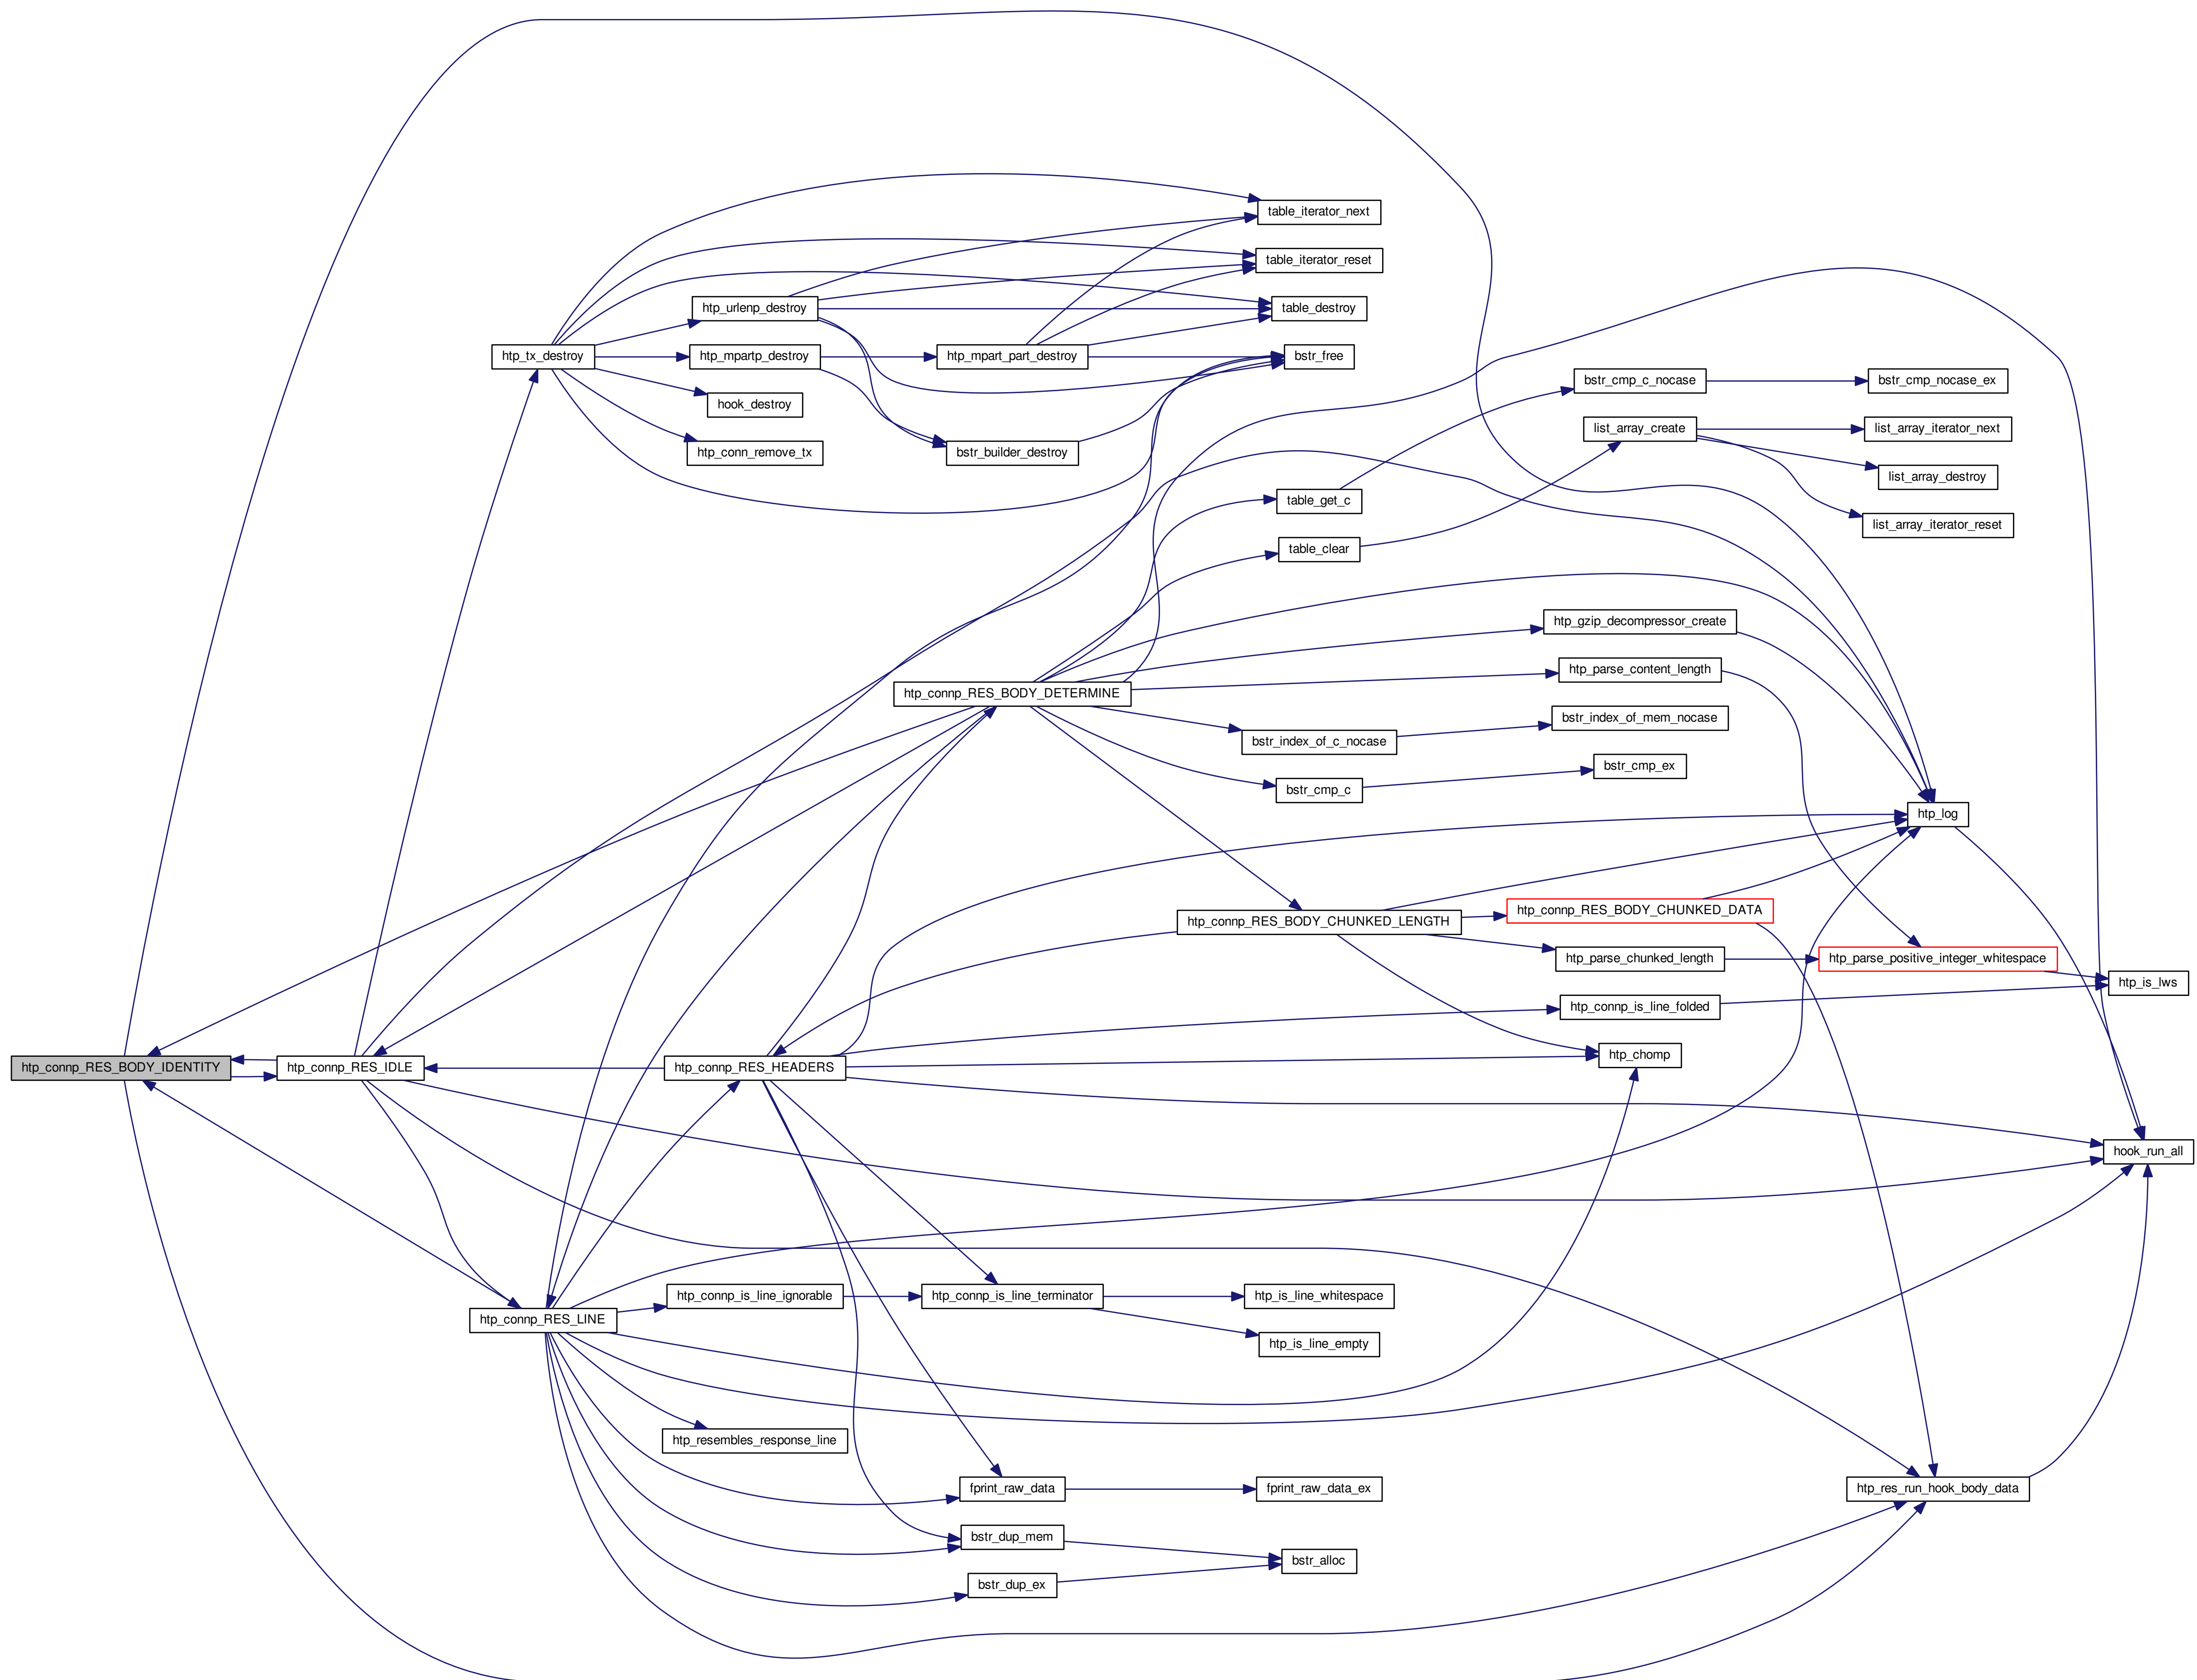 table_iterator_next
table_iterator_reset
htp_urlenp_destroy
table_destroy
htp_tx_destroy
htp_mpartp_destroy
htp_mpart_part_destroy
bstr_free
bstr_cmp_c_nocase
bstr_cmp_nocase_ex
hook_destroy
list_array_create
list_array_iterator_next
htp_conn_remove_tx
bstr_builder_destroy
list_array_destroy
table_get_c
list_array_iterator_reset
table_clear
htp_gzip_decompressor_create
htp_parse_content_length
htp_connp_RES_BODY_DETERMINE
bstr_index_of_mem_nocase
bstr_index_of_c_nocase
bstr_cmp_ex
bstr_cmp_c
htp_log
htp_connp_RES_BODY_CHUNKED_DATA
htp_connp_RES_BODY_CHUNKED_LENGTH
htp_parse_chunked_length
htp_parse_positive_integer_whitespace
htp_is_lws
htp_connp_is_line_folded
htp_chomp
htp_connp_RES_BODY_IDENTITY
htp_connp_RES_IDLE
htp_connp_RES_HEADERS
hook_run_all
htp_connp_is_line_ignorable
htp_connp_is_line_terminator
htp_is_line_whitespace
htp_connp_RES_LINE
htp_is_line_empty
htp_resembles_response_line
fprint_raw_data
fprint_raw_data_ex
htp_res_run_hook_body_data
bstr_dup_mem
bstr_alloc
bstr_dup_ex